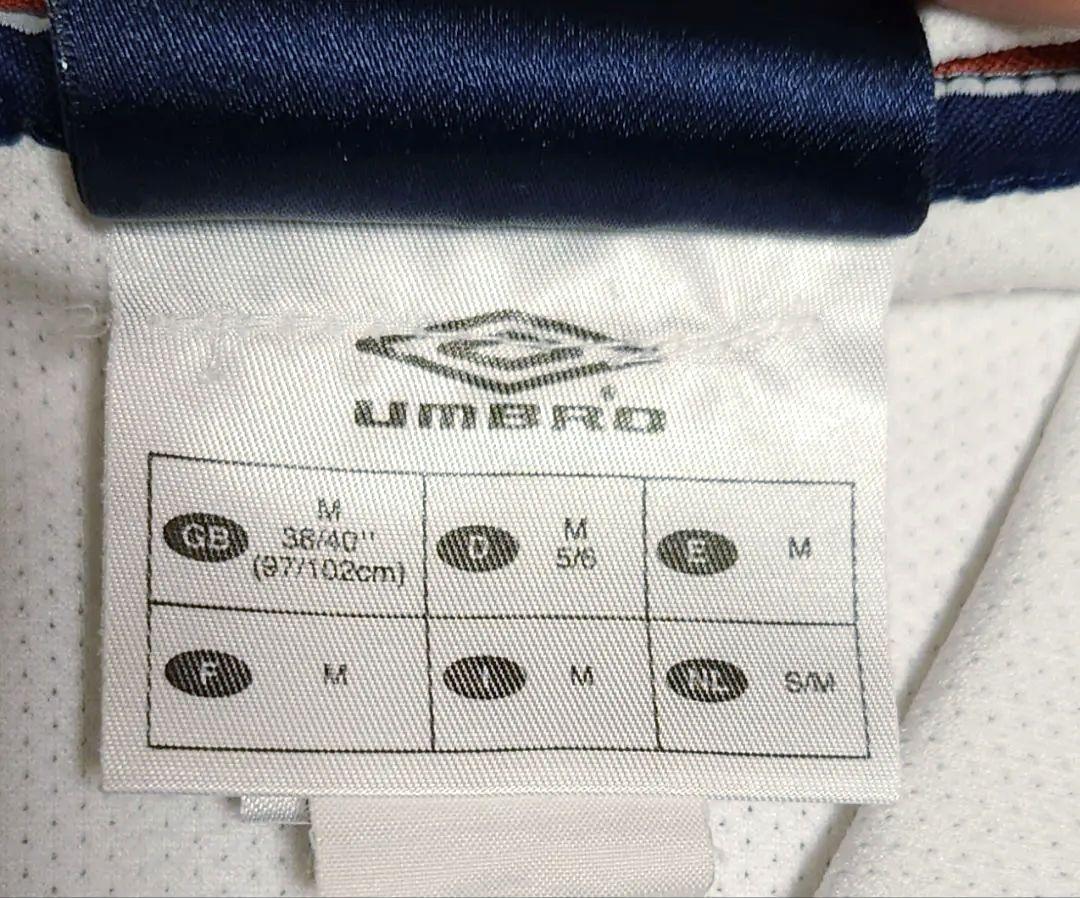 UMBRO®
GB M
38/40"
(97/102cm)
D M
5/6
E M
F M
I M
NL S/M